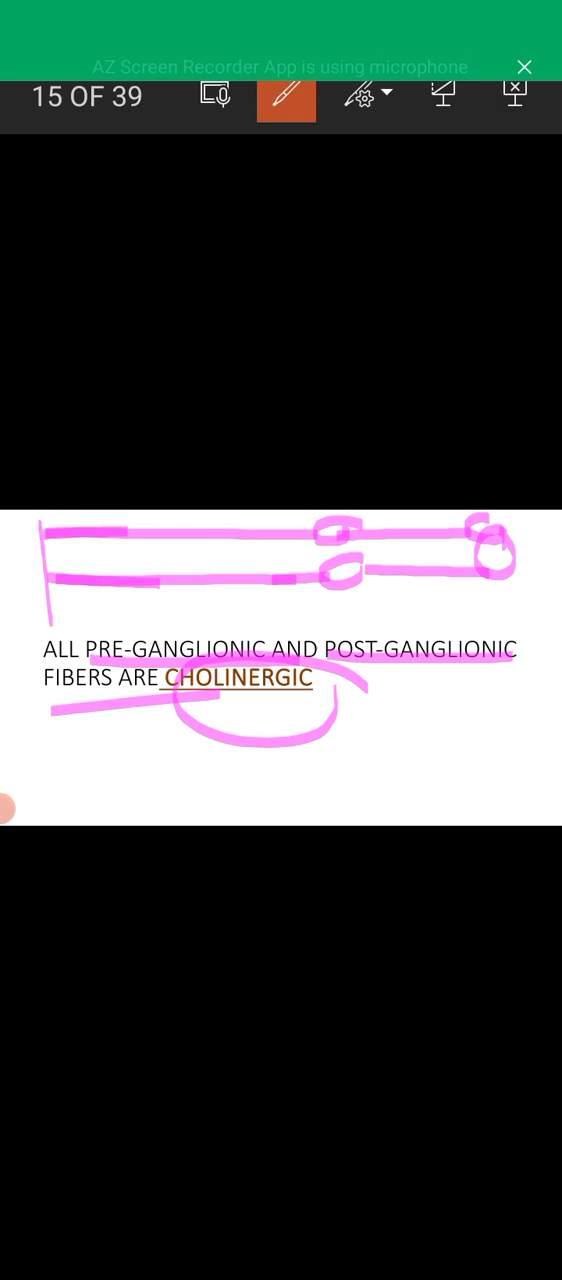 AZ Screen Recorder App is using microphone
15 OF 39
ALL PRE-GANGLIONIC AND POST-GANGLIONIC
FIBERS ARE CHOLINERGIC